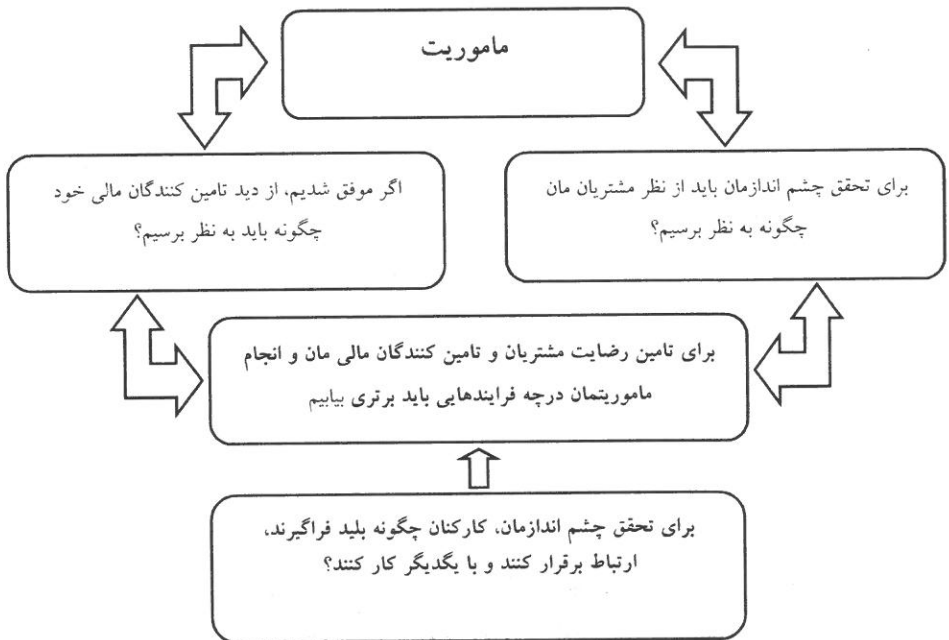 ماموریت
برای تحقق چشم اندازمان باید از نظر مشتریان مان
چگونه به نظر برسیم؟
اگر موفق شدیم، از دید تامین کنندگان مالی خود
چگونه باید به نظر برسیم؟
برای تامین رضایت مشتریان و تامین کنندگان مالی مان و انجام
ماموریتمان درچه فرایندهایی باید برتری بیابیم
برای تحقق چشم اندازمان، کارکنان چگونه بلید فراگیرند،
ارتباط برقرار کنند و با یگدیگر کار کنند؟